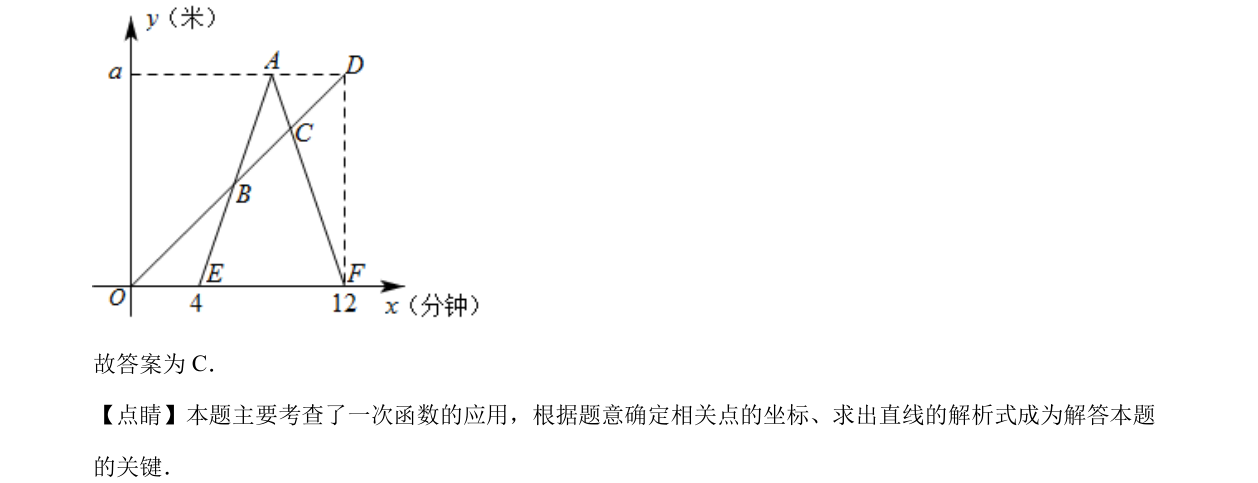 y（米）
a
A
D
C
B
E
F
O
4
12
x（分钟）
故答案为 C．
【点睛】本题主要考查了一次函数的应用，根据题意确定相关点的坐标、求出直线的解析式成为解答本题
的关键．